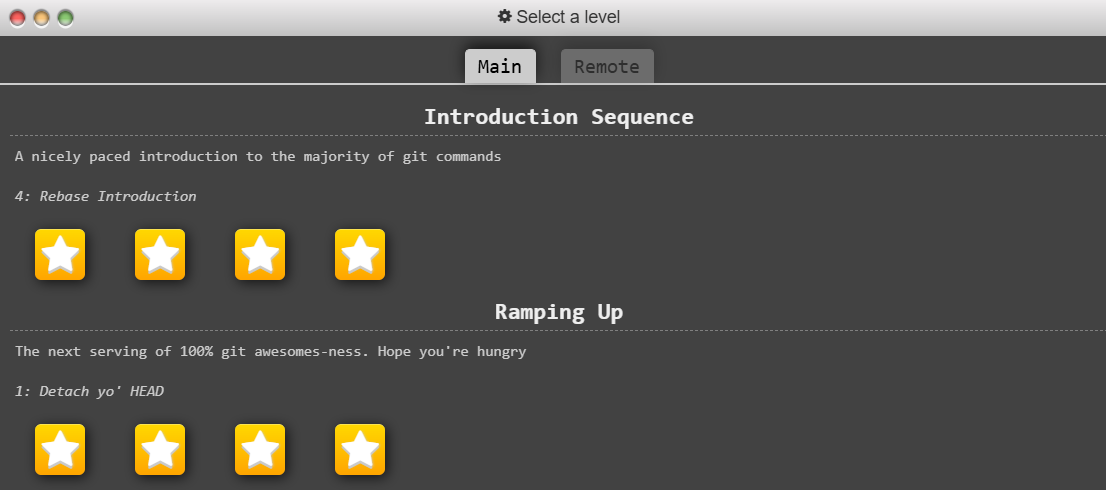 Select a level
Main Remote
Introduction Sequence
A nicely paced introduction to the majority of git commands
4: Rebase Introduction
Ramping Up
The next serving of 100% git awesomes-ness. Hope you're hungry
1: Detach yo' HEAD